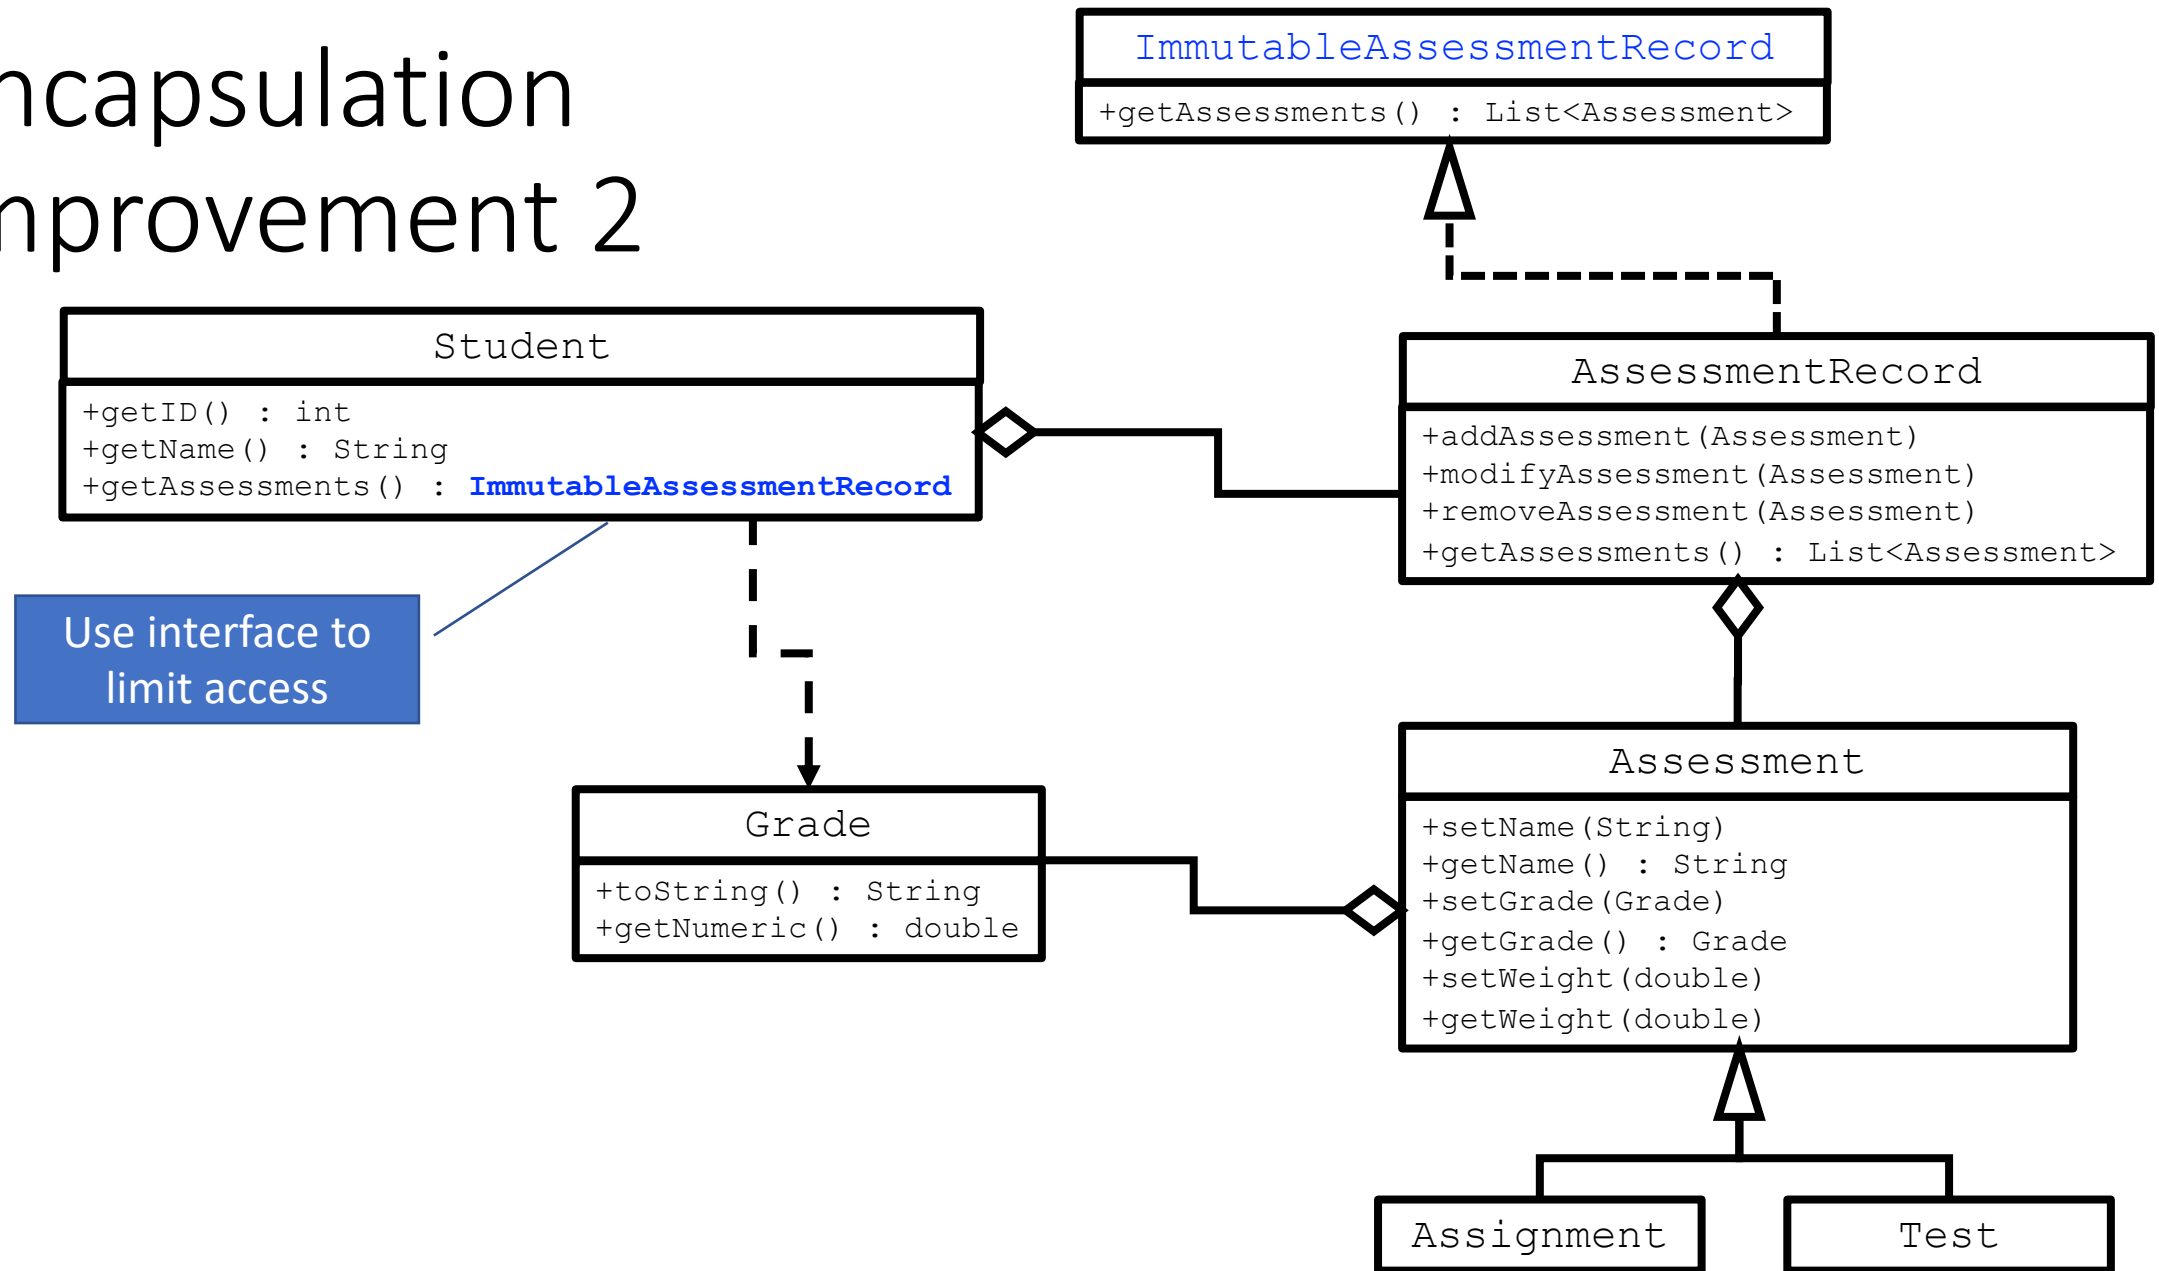 ncapsulation
mprovement 2
ImmutableAssessmentRecord
+getAssessments() : List<Assessment>
Student
+getID() : int
+getName() : String
+getAssessments() : ImmutableAssessmentRecord
AssessmentRecord
+addAssessment(Assessment)
+modifyAssessment(Assessment)
+removeAssessment(Assessment)
+getAssessments() : List<Assessment>
Use interface to
limit access
Grade
+toString() : String
+getNumeric() : double
Assessment
+setName(String)
+getName() : String
+setGrade(Grade)
+getGrade() : Grade
+setWeight(double)
+getWeight(double)
Assignment
Test